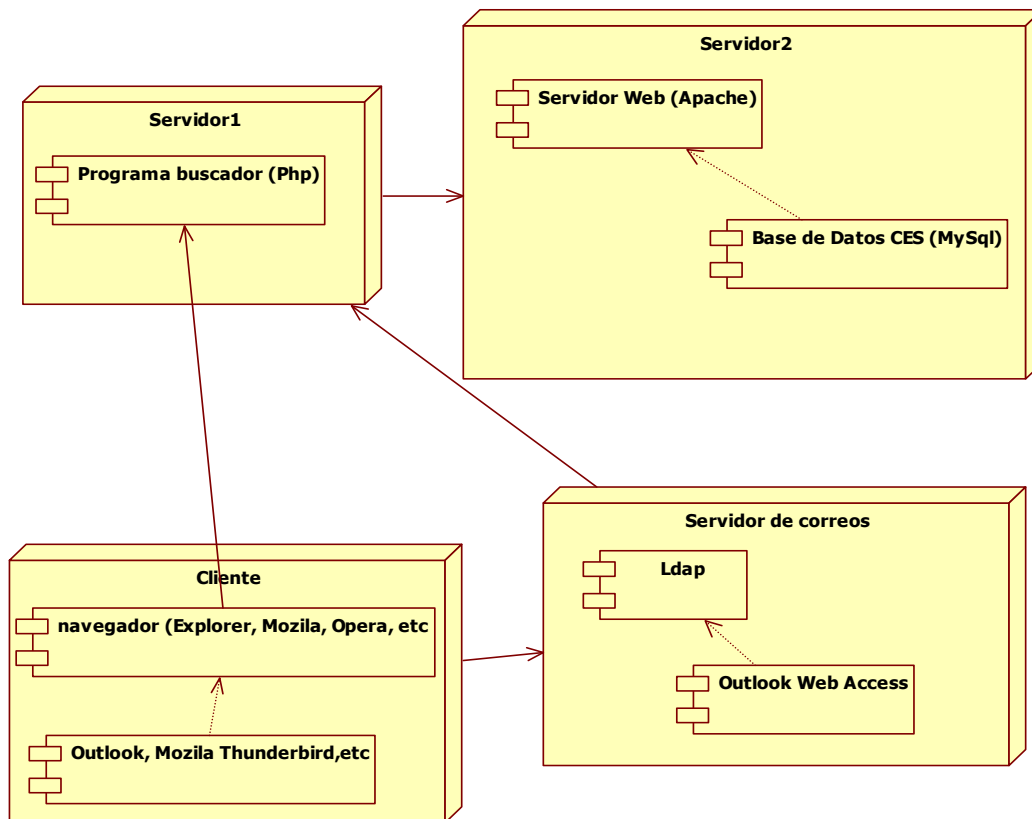 Servidor1
Programa buscador (Php)
Servidor2
Servidor Web (Apache)
Base de Datos CES (MySql)
Cliente
navegador (Explorer, Mozila, Opera, etc
Outlook, Mozila Thunderbird,etc
Servidor de correos
Ldap
Outlook Web Access